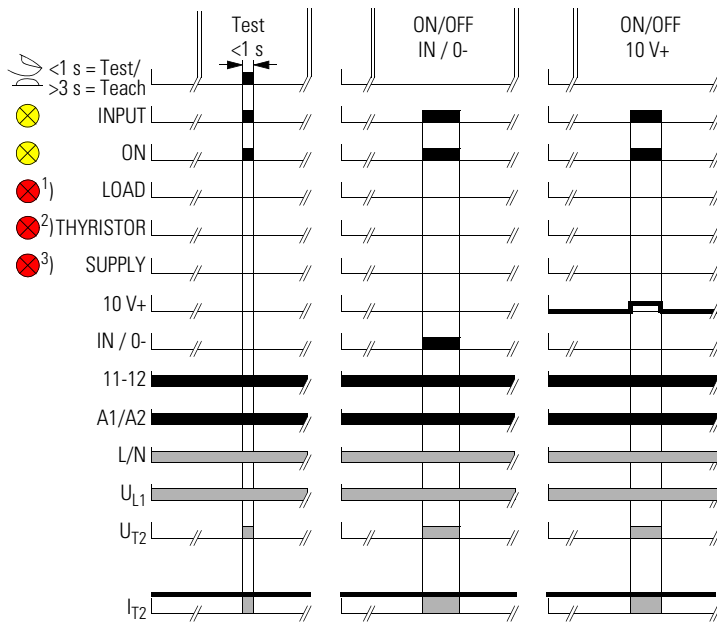 Test
<1 s
ON/OFF
IN / 0-
ON/OFF
10 V+
<1 s = Test/
>3 s = Teach
INPUT
ON
1) LOAD
2) THYRISTOR
3) SUPPLY
10 V+
IN / 0-
11-12
A1/A2
L/N
UL1
UT2
IT2